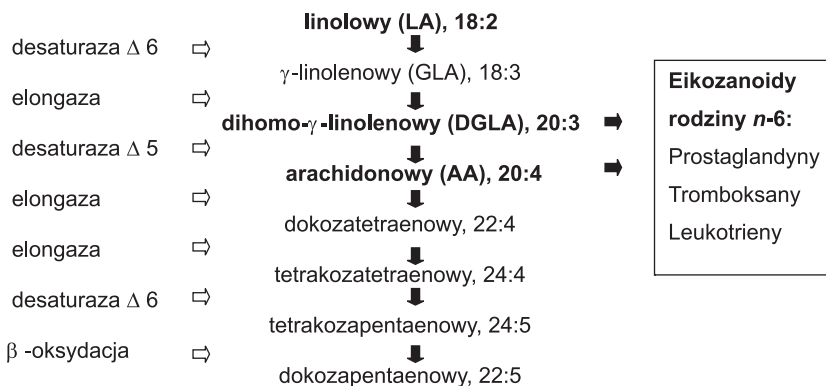 linolowy (LA), 18:2
desaturaza Δ 6
γ-linolenowy (GLA), 18:3
elongaza
dihomo-γ-linolenowy (DGLA), 20:3
desaturaza Δ 5
arachidonowy (AA), 20:4
elongaza
dokozatetraenowy, 22:4
elongaza
tetrakozatetraenowy, 24:4
desaturaza Δ 6
tetrakozapentaenowy, 24:5
β -oksydacja
dokozapentaenowy, 22:5
Eikozanoidy
rodziny n-6:
Prostaglandyny
Tromboksany
Leukotrieny